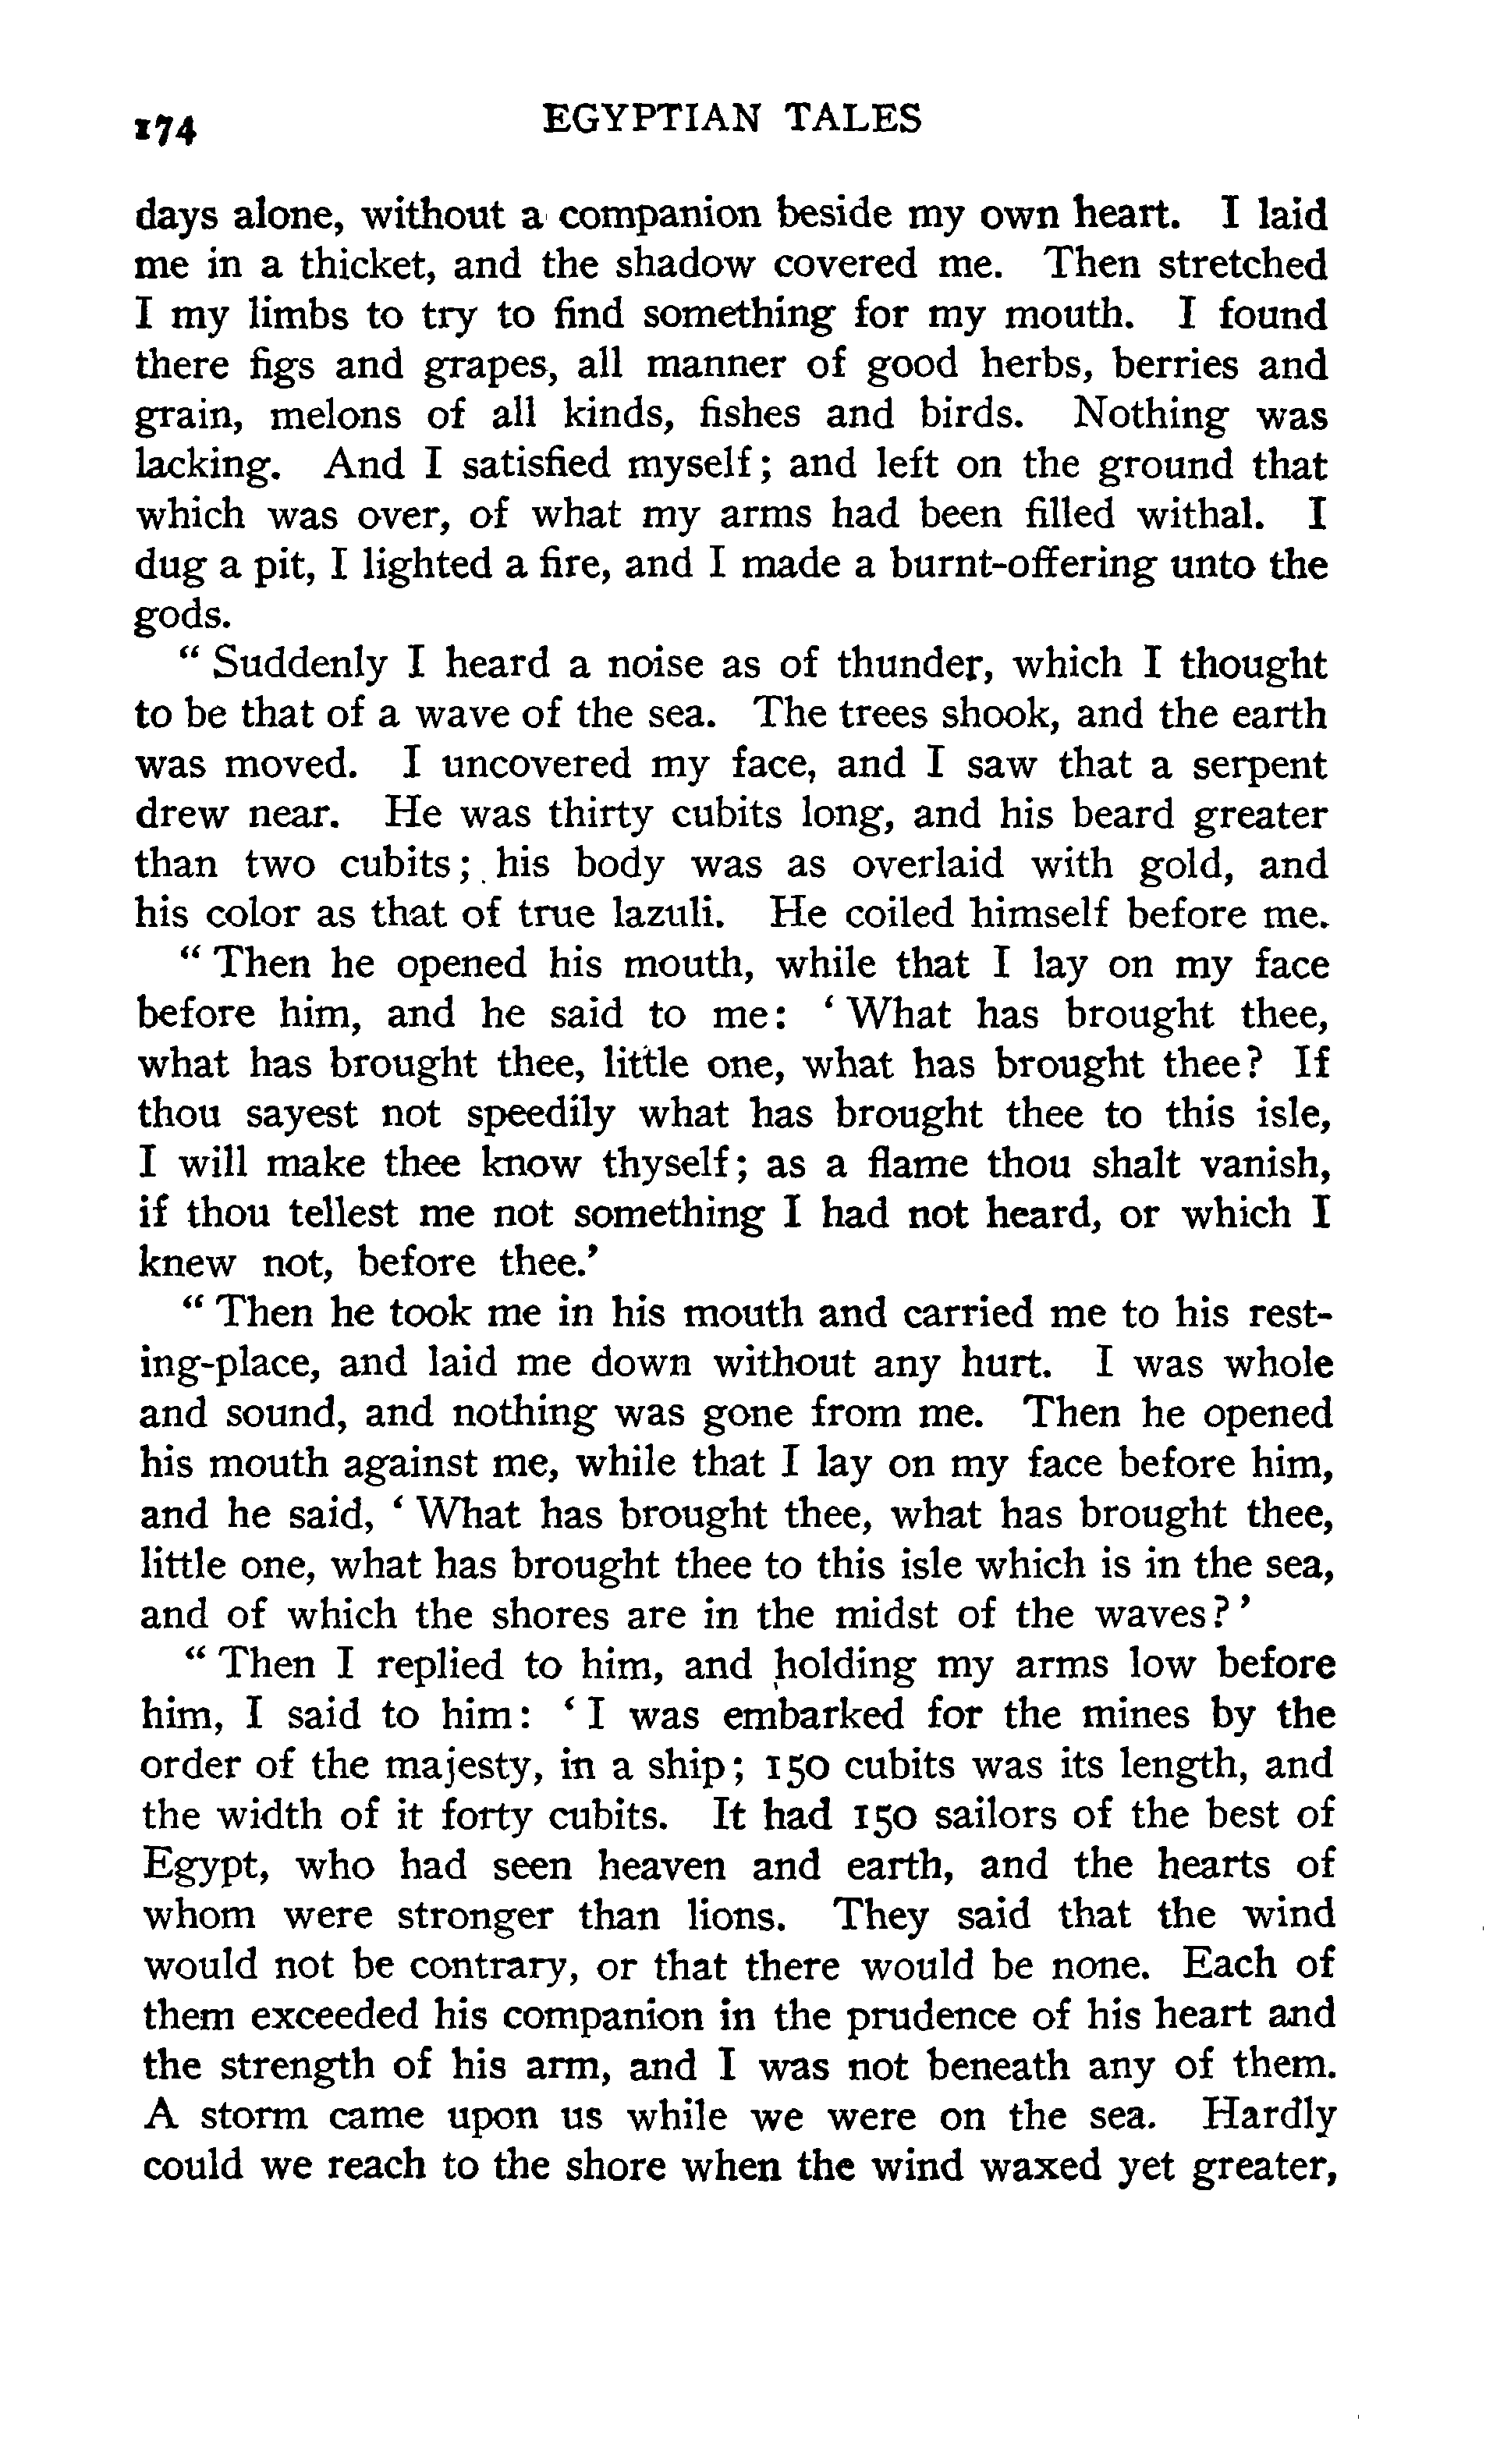 174
EGYPTIAN TALES
days alone, without a companion beside my own heart. I laid
me in a thicket, and the shadow covered me. Then stretched
I my limbs to try to find something for my mouth. I found
there figs and grapes, all manner of good herbs, berries and
grain, melons of all kinds, fishes and birds. Nothing was
lacking. And I satisfied myself; and left on the ground that
which was over, of what my arms had been filled withal. I
dug a pit, I lighted a fire, and I made a burnt-offering unto the
gods.
“ Suddenly I heard a noise as of thunder, which I thought
to be that of a wave of the sea. The trees shook, and the earth
was moved. I uncovered my face, and I saw that a serpent
drew near. He was thirty cubits long, and his beard greater
than two cubits; his body was as overlaid with gold, and
his color as that of true lazuli. He coiled himself before me.
“ Then he opened his mouth, while that I lay on my face
before him, and he said to me: ‘ What has brought thee,
what has brought thee, little one, what has brought thee? If
thou sayest not speedily what has brought thee to this isle,
I will make thee know thyself; as a flame thou shalt vanish,
if thou tellest me not something I had not heard, or which I
knew not, before thee.’
“ Then he took me in his mouth and carried me to his rest-
ing-place, and laid me down without any hurt. I was whole
and sound, and nothing was gone from me. Then he opened
his mouth against me, while that I lay on my face before him,
and he said, ‘ What has brought thee, what has brought thee,
little one, what has brought thee to this isle which is in the sea,
and of which the shores are in the midst of the waves?’
“ Then I replied to him, and holding my arms low before
him, I said to him: ‘ I was embarked for the mines by the
order of the majesty, in a ship; 150 cubits was its length, and
the width of it forty cubits. It had 150 sailors of the best of
Egypt, who had seen heaven and earth, and the hearts of
whom were stronger than lions. They said that the wind
would not be contrary, or that there would be none. Each of
them exceeded his companion in the prudence of his heart and
the strength of his arm, and I was not beneath any of them.
A storm came upon us while we were on the sea. Hardly
could we reach to the shore when the wind waxed yet greater,